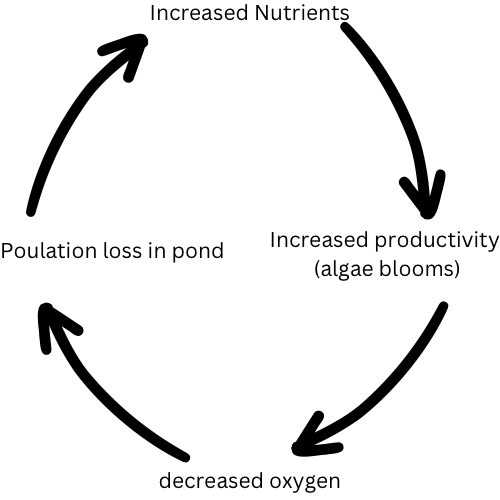 Increased Nutrients
Increased productivity
(algae blooms)
decreased oxygen
Poulation loss in pond